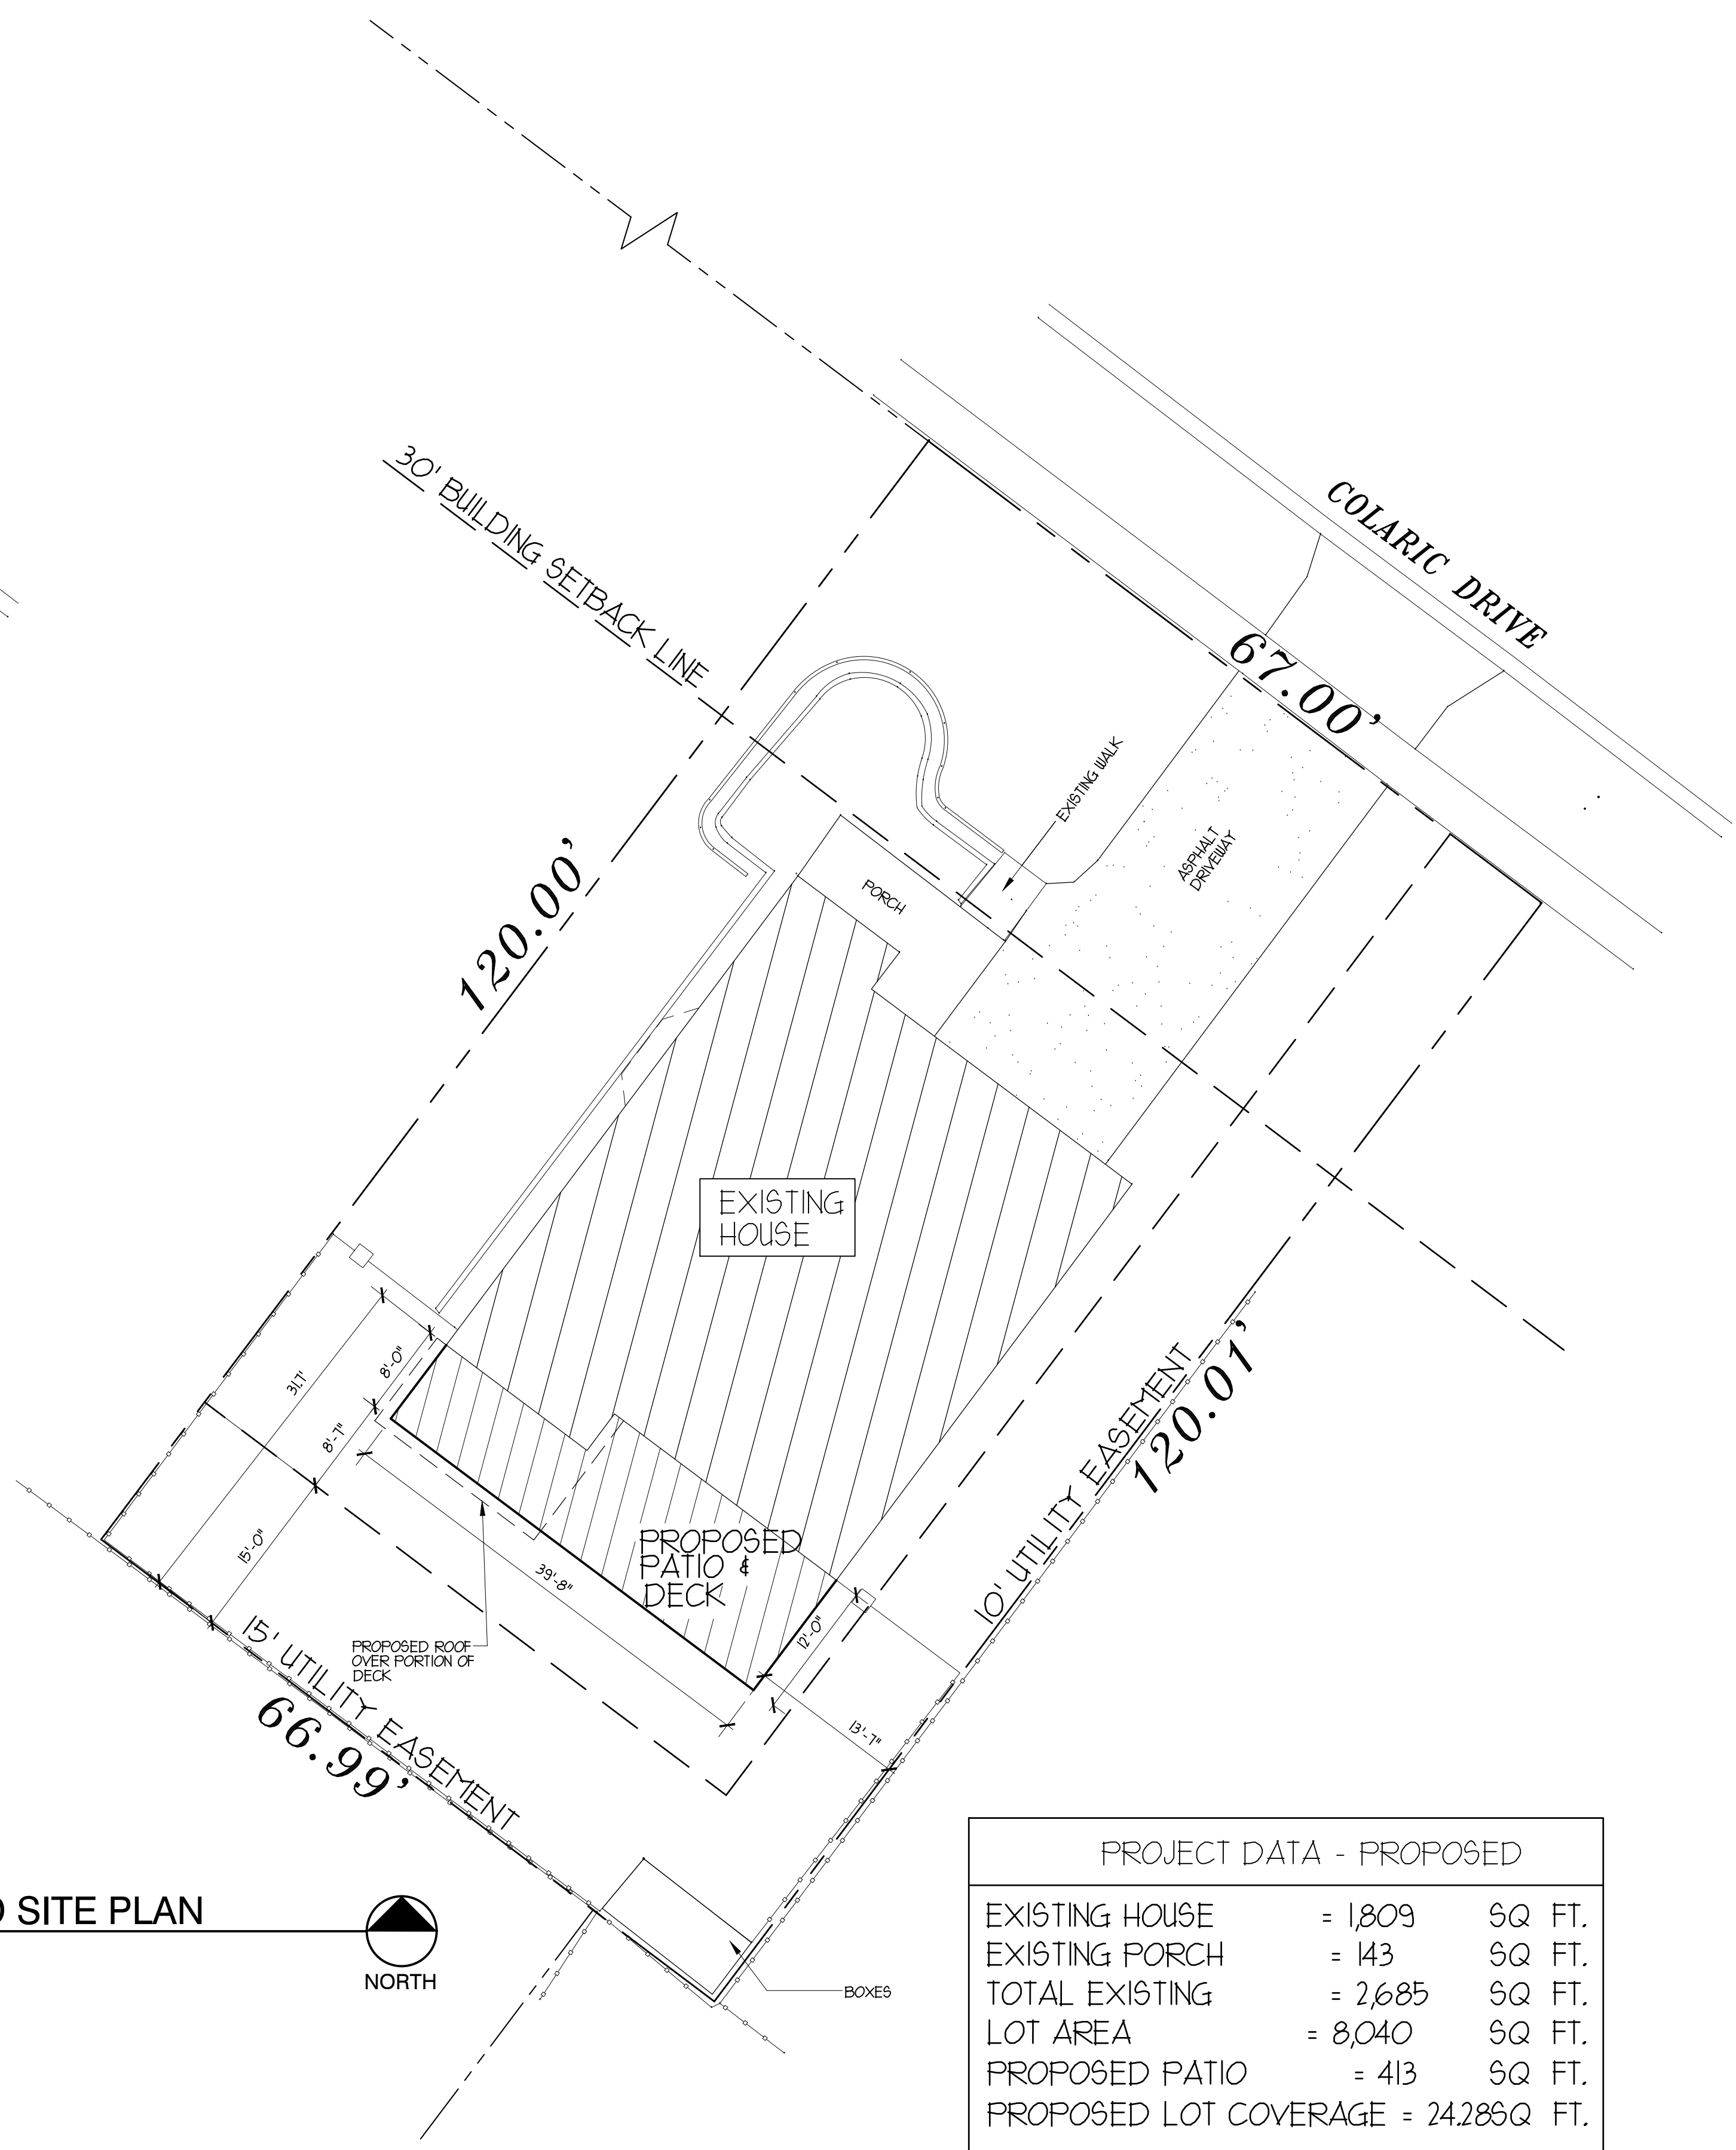 30' BUILDING SETBACK LINE
COLARIC DRIVE
67.00'
EXISTING WALK
ASPHALT
DRIVEWAY
PORCH
120.00'
EXISTING
HOUSE
31.7'
8'-0"
8'-7"
15'-0"
39'-8"
PROPOSED
PATIO &
DECK
12'-0"
13'-7"
10' UTILITY EASEMENT
120.01'
PROPOSED ROOF
OVER PORTION OF
DECK
15' UTILITY EASEMENT
66.99'
SITE PLAN
NORTH
BOXES
PROJECT DATA - PROPOSED
EXISTING HOUSE = 1,809 SQ FT.
EXISTING PORCH = 143 SQ FT.
TOTAL EXISTING = 2,685 SQ FT.
LOT AREA = 8,040 SQ FT.
PROPOSED PATIO = 413 SQ FT.
PROPOSED LOT COVERAGE = 24.28SQ FT.